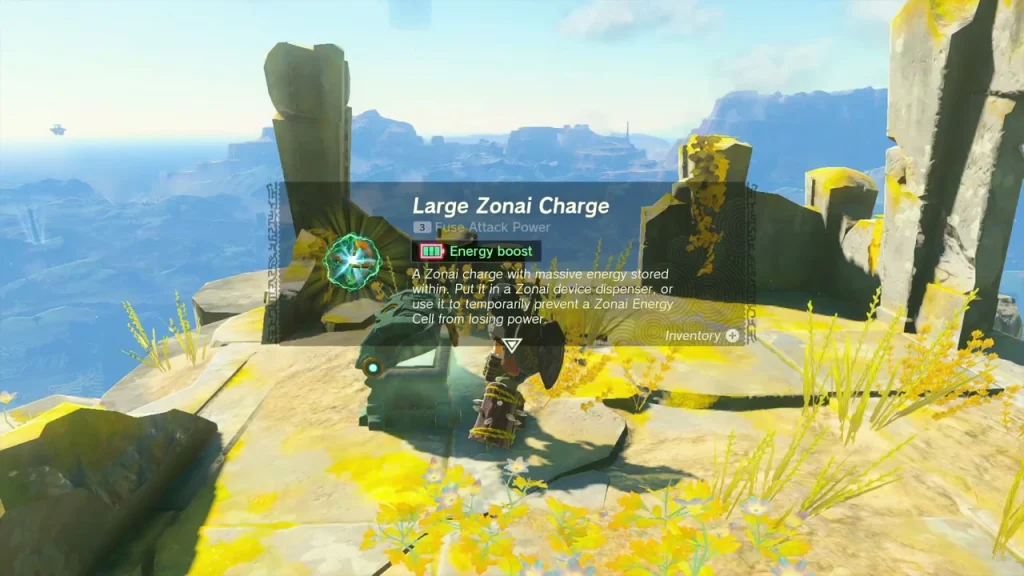 Large Zonai Charge
3 Fuse Attack Power
Energy boost
A Zonai charge with massive energy stored
within. Put it in a Zonai device dispenser, or
use it to temporarily prevent a Zonai Energy
Cell from losing power.
Inventory